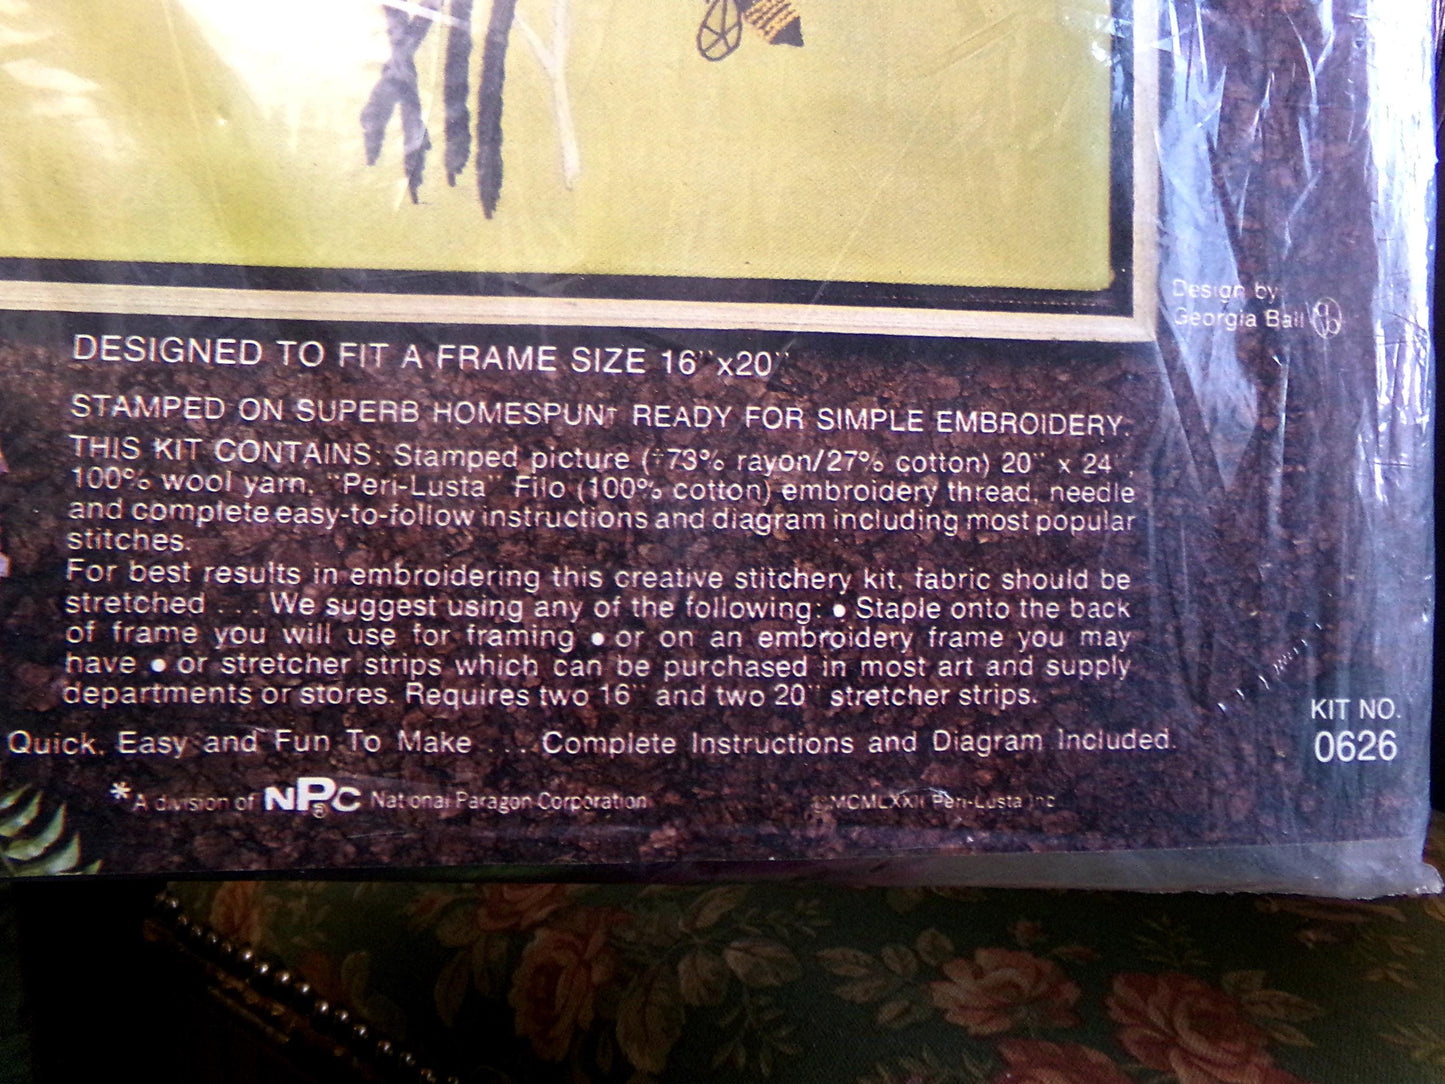 Design by
Georgia Ball
DESIGNED TO FIT A FRAME SIZE 16"x20"
STAMPED ON SUPERB HOMESPUN† READY FOR SIMPLE EMBROIDERY.
THIS KIT CONTAINS: Stamped picture (†73% rayon/27% cotton) 20" x 24",
100% wool yarn, "Peri-Lusta" Filo (100% cotton) embroidery thread, needle
and complete easy-to-follow instructions and diagram including most popular
stitches.
For best results in embroidering this creative stitchery kit, fabric should be
stretched . . . We suggest using any of the following: • Staple onto the back
of frame you will use for framing • or on an embroidery frame you may
have • or stretcher strips which can be purchased in most art and supply
departments or stores. Requires two 16" and two 20" stretcher strips.
KIT NO.
0626
Quick, Easy and Fun To Make . . . Complete Instructions and Diagram Included.
*A division of NPC® National Paragon Corporation
©MCMLXXII Peri-Lusta Inc